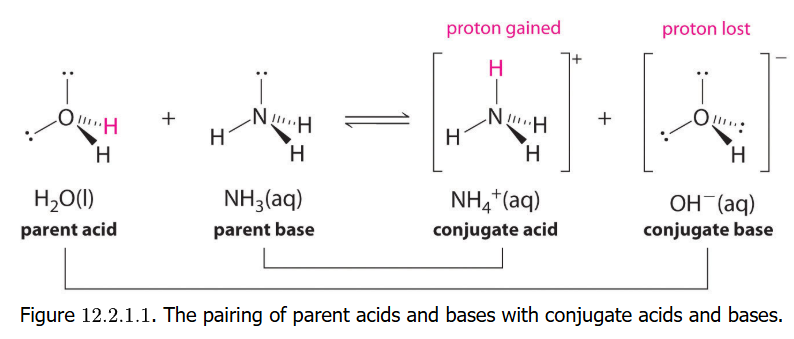 proton gained proton lost
H + −
O H + N H ⇌ N H + O
H H H H H H
H₂O(l) NH₃(aq) NH₄⁺(aq) OH⁻(aq)
parent acid parent base conjugate acid conjugate base
Figure 12.2.1.1. The pairing of parent acids and bases with conjugate acids and bases.